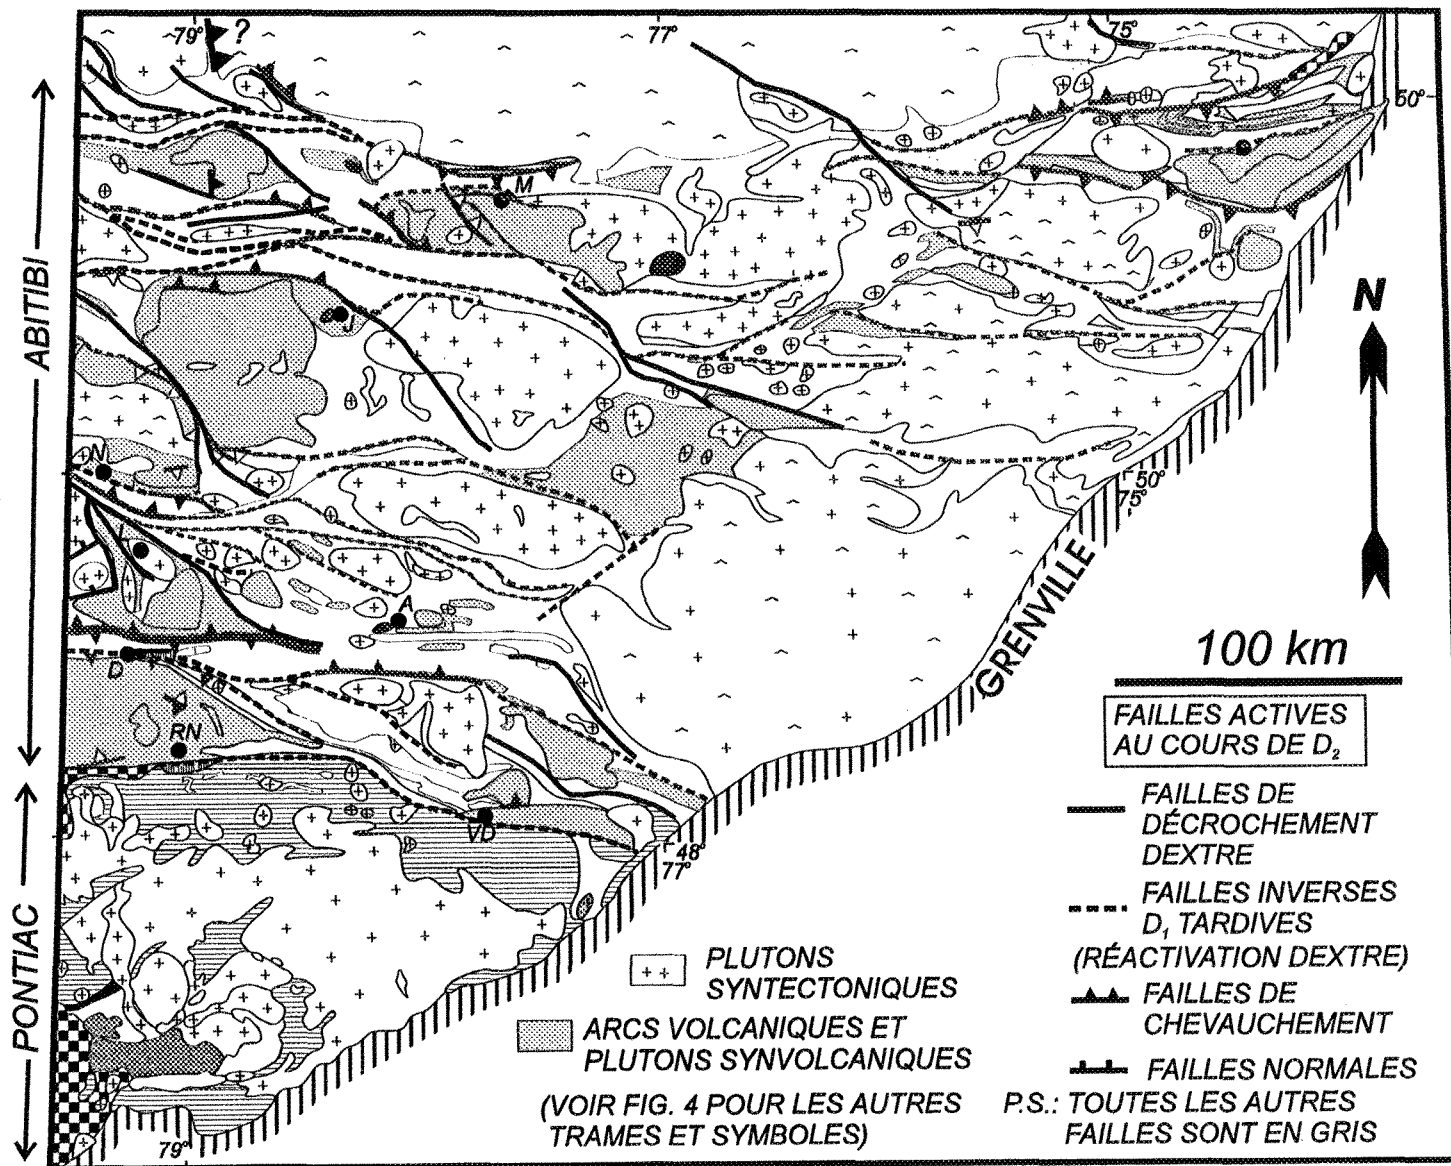 79°
?
77°
75°
50°
M
ABITIBI
J
N
N
50°
75°
L
A
GRENVILLE
D
RN
100 km
FAILLES ACTIVES
AU COURS DE D₂
FAILLES DE
DÉCROCHEMENT
DEXTRE
VD
48°
77°
FAILLES INVERSES
D₁ TARDIVES
(RÉACTIVATION DEXTRE)
PONTIAC
PLUTONS
SYNTECTONIQUES
FAILLES DE
CHEVAUCHEMENT
ARCS VOLCANIQUES ET
PLUTONS SYNVOLCANIQUES
FAILLES NORMALES
(VOIR FIG. 4 POUR LES AUTRES
TRAMES ET SYMBOLES)
P.S.: TOUTES LES AUTRES
FAILLES SONT EN GRIS
79°